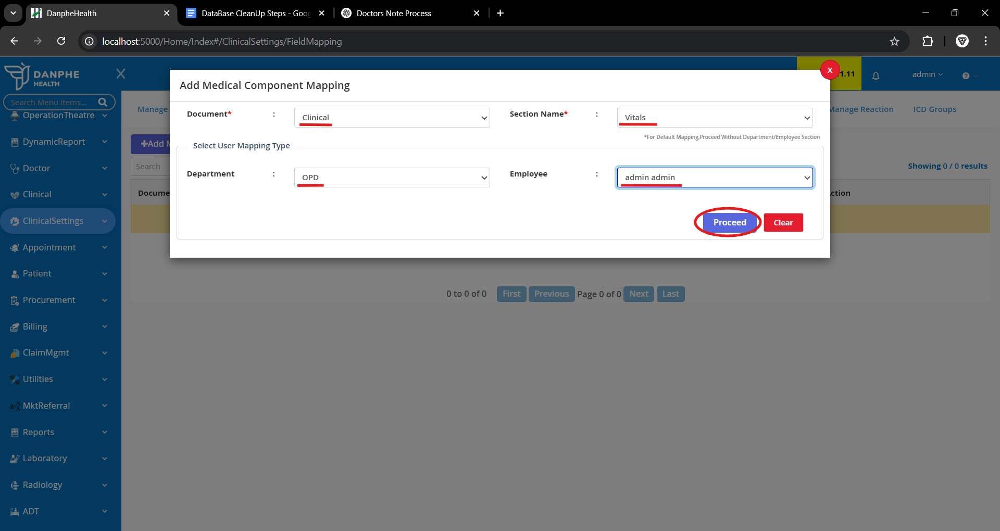 DanpheHealth
DataBase CleanUp Steps - Goo
Doctors Note Process
localhost:5000/Home/Index#/ClinicalSettings/FieldMapping
DANPHE
HEALTH
X
1.11
admin
Search Menu Items...
OperationTheatre
DynamicReport
Doctor
Clinical
ClinicalSettings
Appointment
Patient
Procurement
Billing
ClaimMgmt
Utilities
MktReferral
Reports
Laboratory
Radiology
ADT
Manage
Manage Reaction
ICD Groups
+Add M
Search
Showing 0 / 0 results
Docume
ction
Add Medical Component Mapping
Document* : Clinical
Section Name* : Vitals
*For Default Mapping,Proceed Without Department/Employee Section
Select User Mapping Type
Department : OPD
Employee : admin admin
Proceed
Clear
0 to 0 of 0 First Previous Page 0 of 0 Next Last